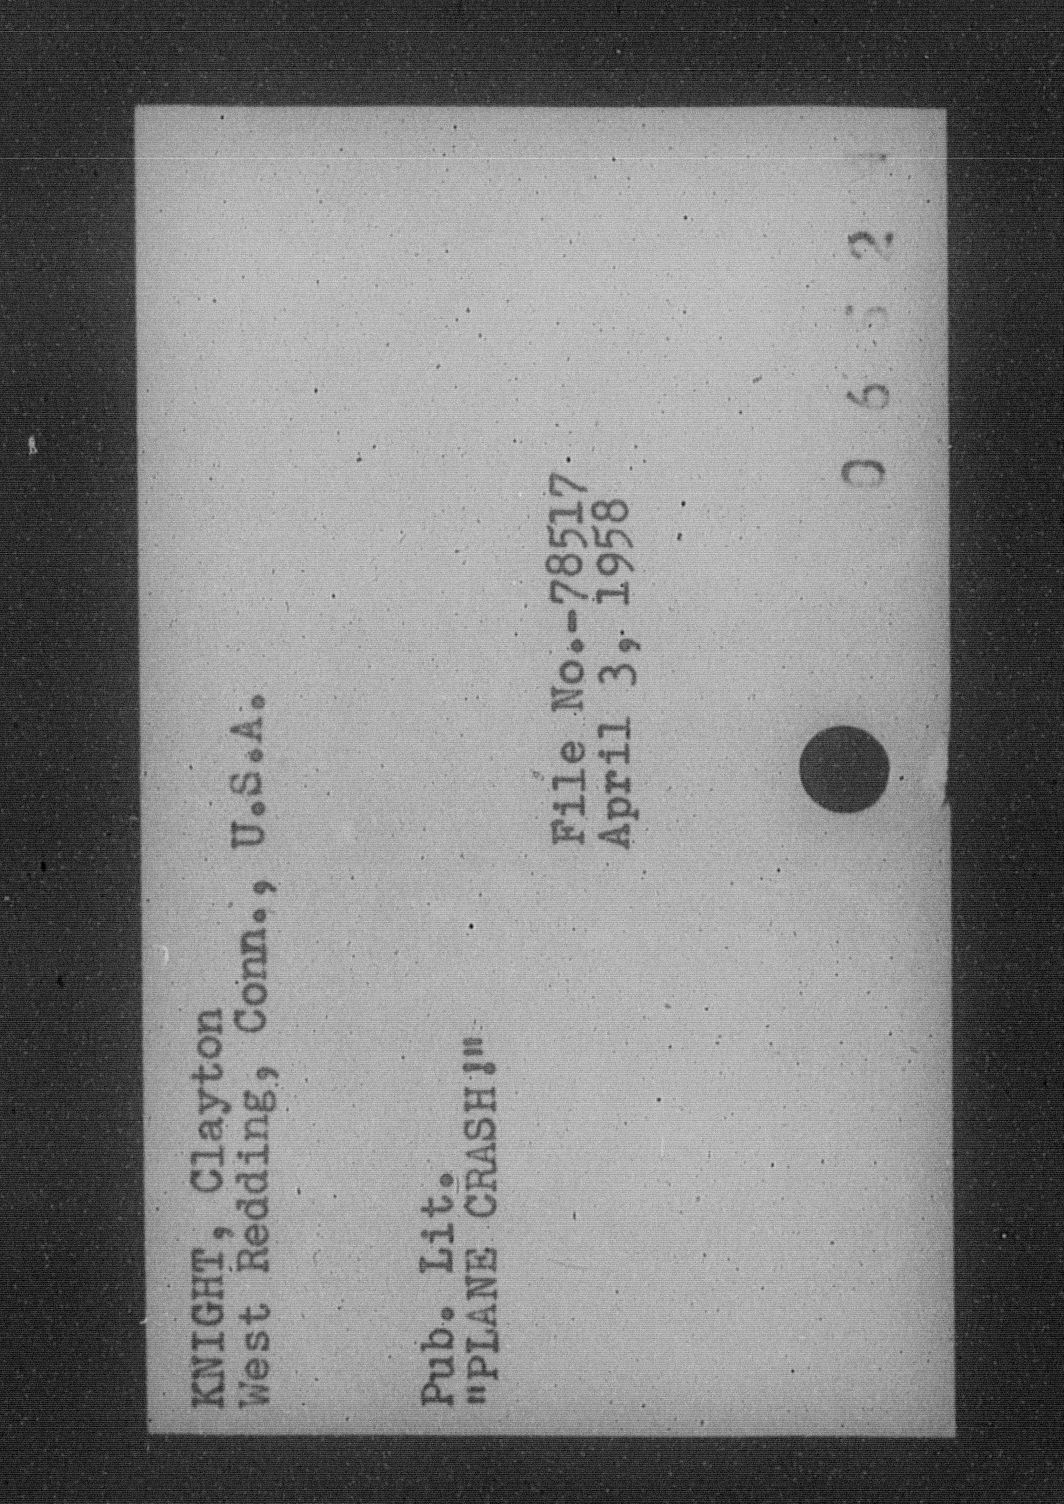 KNIGHT, Clayton
West Redding, Conn., U.S.A.
Pub. Lit.
"PLANE CRASH!"
File No.-78517
April 3, 1958